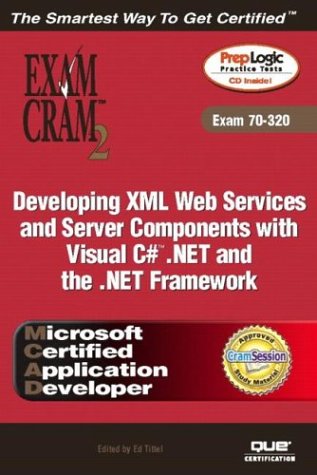 The Smartest Way To Get Certified™
EXAM
CRAM™
2
PrepLogic
Practice Tests
CD Inside!
Exam 70-320
Developing XML Web Services
and Server Components with
Visual C#™ .NET and
the .NET Framework
Microsoft
Certified
Application
Developer
Approved
CramSession
Study Material
Edited by Ed Tittel
QUE®
CERTIFICATION